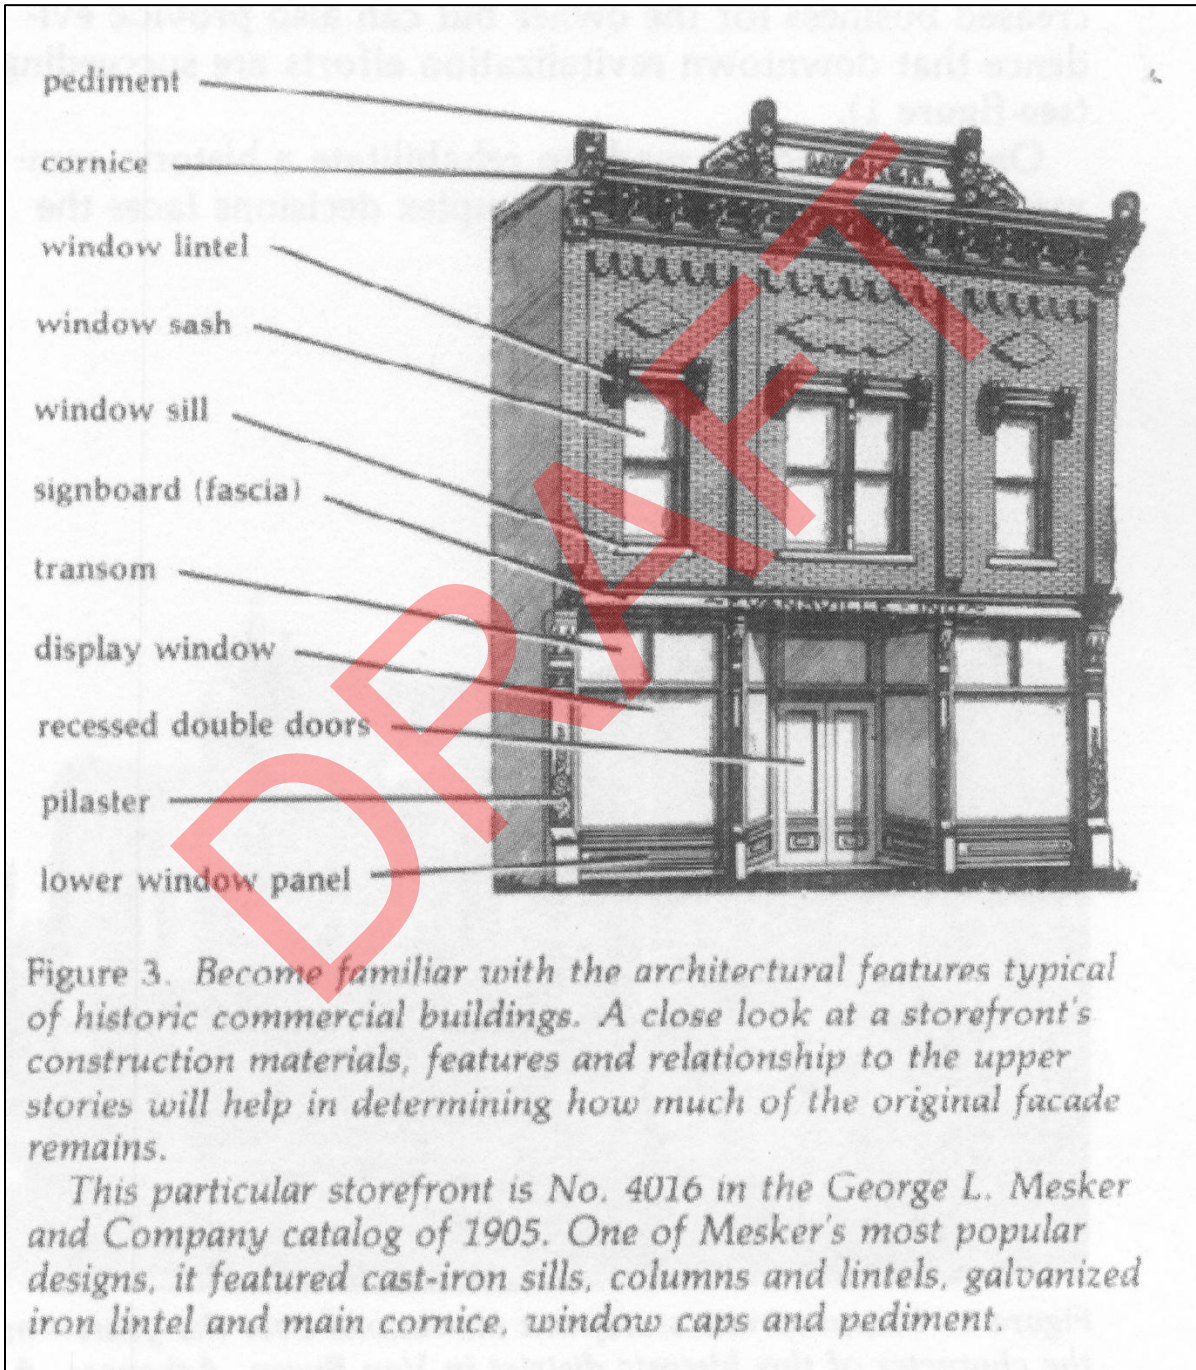 pediment
cornice
window lintel
window sash
window sill
signboard (fascia)
transom
display window
recessed double doors
pilaster
lower window panel
MESKER.
DRAFT
Figure 3. Become familiar with the architectural features typical
of historic commercial buildings. A close look at a storefront's
construction materials, features and relationship to the upper
stories will help in determining how much of the original facade
remains.
This particular storefront is No. 4016 in the George L. Mesker
and Company catalog of 1905. One of Mesker's most popular
designs, it featured cast-iron sills, columns and lintels, galvanized
iron lintel and main cornice, window caps and pediment.